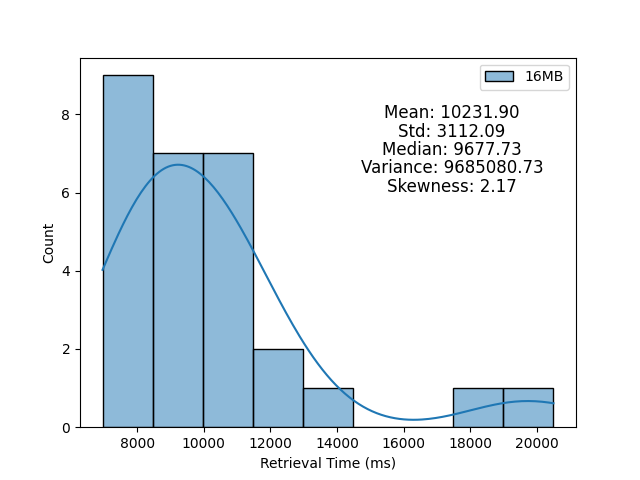 16MB
Mean: 10231.90
Std: 3112.09
Median: 9677.73
Variance: 9685080.73
Skewness: 2.17
8
6
4
2
0
Count
8000 10000 12000 14000 16000 18000 20000
Retrieval Time (ms)